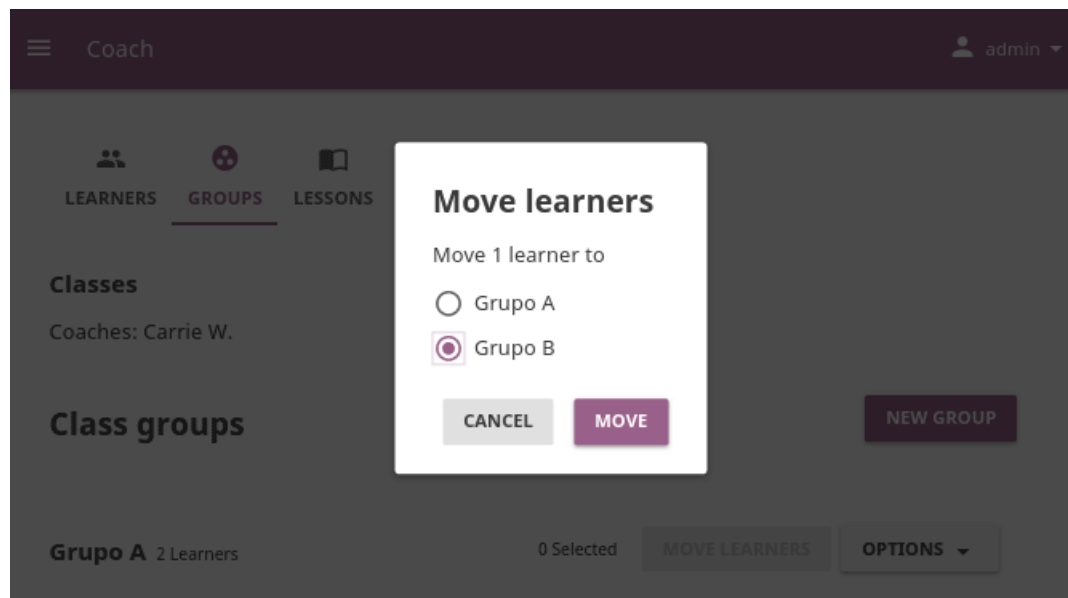 Coach
admin
LEARNERS GROUPS LESSONS
Move learners
Move 1 learner to
Grupo A
Grupo B
CANCEL MOVE
Classes
Coaches: Carrie W.
Class groups
NEW GROUP
Grupo A 2 Learners 0 Selected MOVE LEARNERS OPTIONS